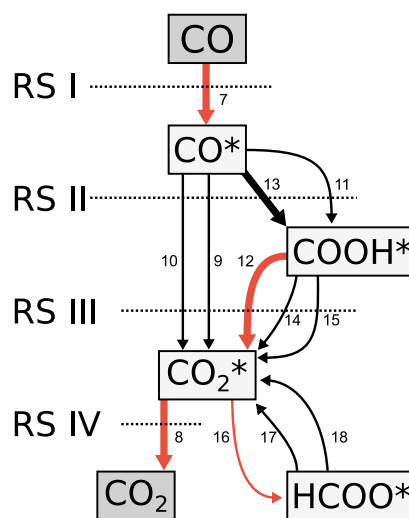 CO
RS I
7
CO*
13
11
RS II
COOH*
10
9
12
RS III
14
15
CO₂*
RS IV
8
16
17
18
CO₂
HCOO*